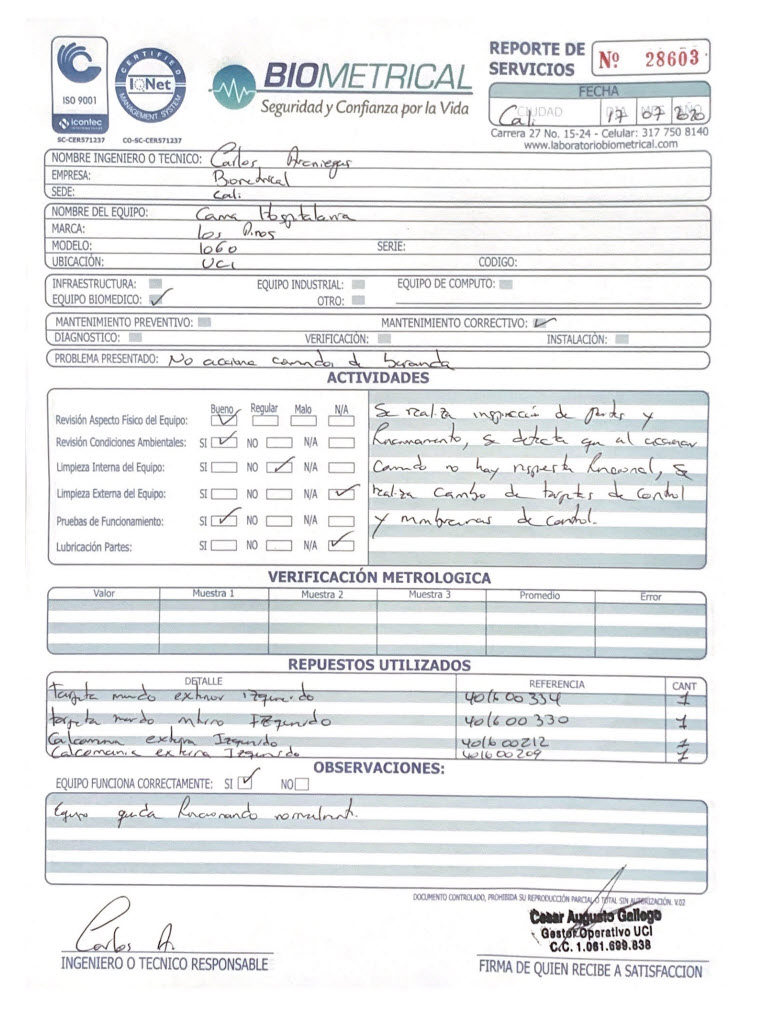 ISO 9001
icontec
SC-CER571237
CERTIFIED
IQNet
MANAGEMENT SYSTEM
CO-SC-CER571237
BIOMETRICAL
Seguridad y Confianza por la Vida
REPORTE DE SERVICIOS
Nº 28603
FECHA
CIUDAD DIA MES AÑO
Cali 17 07 2020
Carrera 27 No. 15-24 - Celular: 317 750 8140
www.laboratoriobiometrical.com
NOMBRE INGENIERO O TECNICO: Carlos
EMPRESA:
SEDE: Cali
NOMBRE DEL EQUIPO: Cama Hospitalaria
MARCA: Los Pinos
MODELO: 1060 SERIE:
UBICACIÓN: UCI CODIGO:
INFRAESTRUCTURA: EQUIPO INDUSTRIAL: EQUIPO DE COMPUTO:
EQUIPO BIOMEDICO: ✓ OTRO:
MANTENIMIENTO PREVENTIVO: MANTENIMIENTO CORRECTIVO: ✓
DIAGNOSTICO: VERIFICACIÓN: INSTALACIÓN:
PROBLEMA PRESENTADO: No acciona comandos de baranda
ACTIVIDADES
Bueno Regular Malo N/A
Revisión Aspecto Físico del Equipo: ✓
Revisión Condiciones Ambientales: SI ✓ NO N/A
Limpieza Interna del Equipo: SI NO ✓ N/A
Limpieza Externa del Equipo: SI NO N/A ✓
Pruebas de Funcionamiento: SI ✓ NO N/A
Lubricación Partes: SI NO N/A ✓
Se realiza inspección de partes y
funcionamiento, se detecta que al accionar
comando no hay respuesta funcional, se
realiza cambio de tarjetas de control
y membranas de control.
VERIFICACIÓN METROLOGICA
Valor Muestra 1 Muestra 2 Muestra 3 Promedio Error
REPUESTOS UTILIZADOS
DETALLE REFERENCIA CANT
Tarjeta mando exterior izquierdo 401600334 1
tarjeta mando interno Izquierdo 401600330 1
Calcomania externa Izquierdo 401600212 1
Calcomania externa Izquierdo 401600209 1
OBSERVACIONES:
EQUIPO FUNCIONA CORRECTAMENTE: SI ✓ NO
Equipo queda funcionando normalmente.
DOCUMENTO CONTROLADO, PROHIBIDA SU REPRODUCCIÓN PARCIAL O TOTAL SIN AUTORIZACIÓN. V.02
Carlos A.
INGENIERO O TECNICO RESPONSABLE
Cesar Augusto Gallego
Gestor Operativo UCI
C.C. 1.061.699.838
FIRMA DE QUIEN RECIBE A SATISFACCION